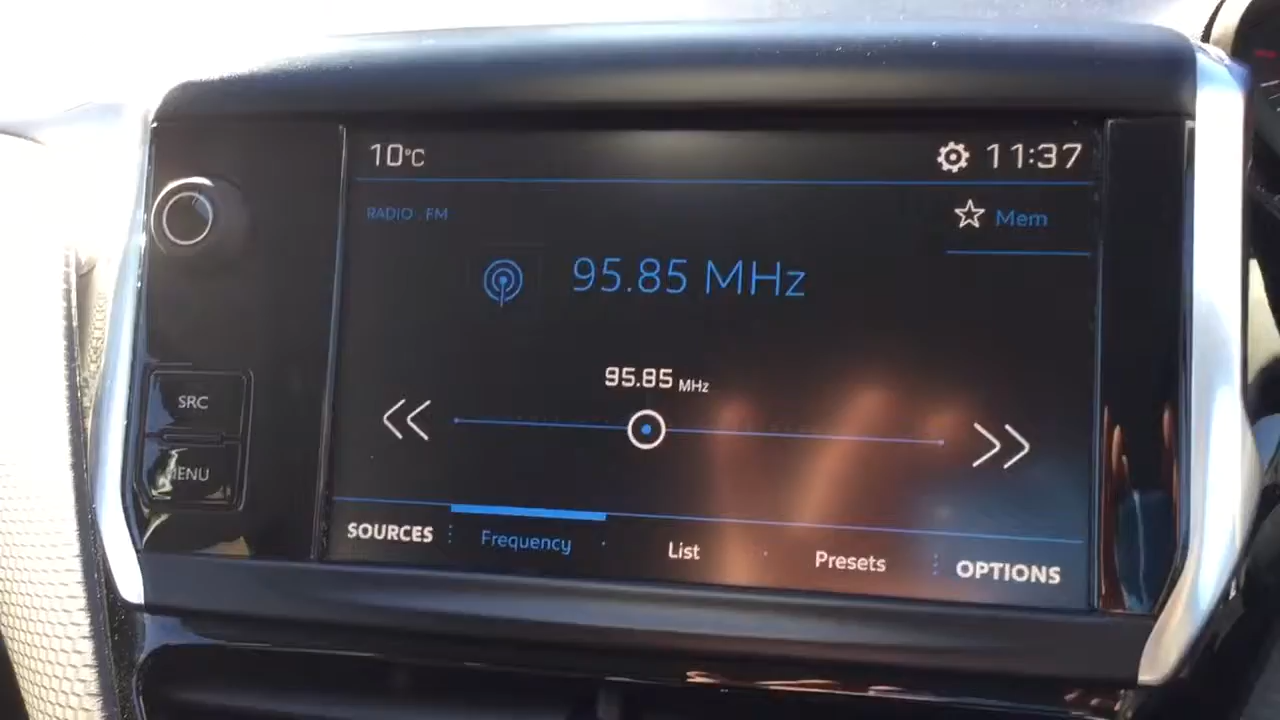 10°C
11:37
RADIO . FM
Mem
95.85 MHz
95.85 MHz
SRC
MENU
SOURCES
Frequency
List
Presets
OPTIONS